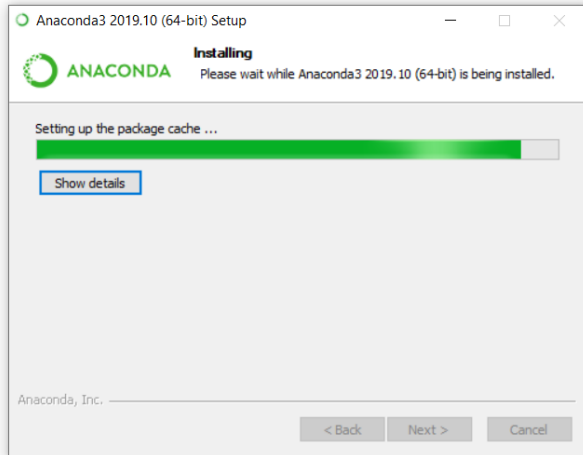 Anaconda3 2019.10 (64-bit) Setup
ANACONDA
Installing
Please wait while Anaconda3 2019.10 (64-bit) is being installed.
Setting up the package cache ...
Show details
Anaconda, Inc.
< Back
Next >
Cancel